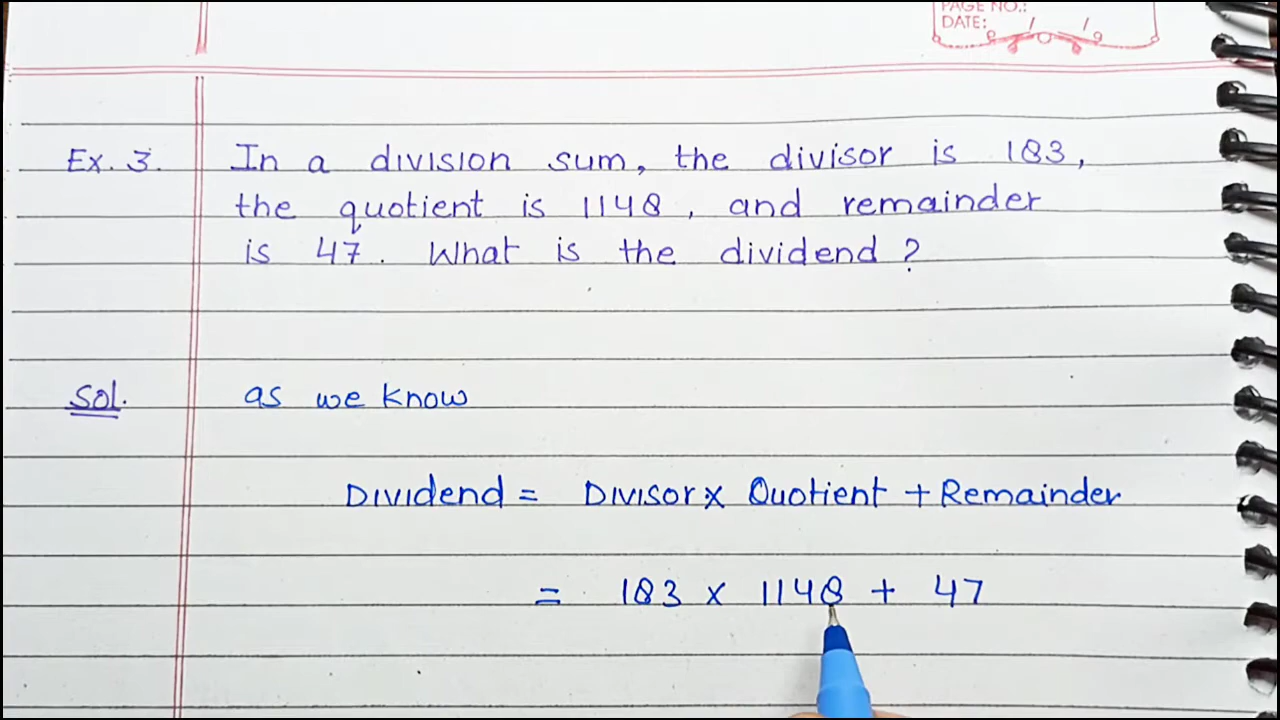 PAGE NO.:
DATE: / /
Ex. 3. In a division sum, the divisor is 183,
the quotient is 1148, and remainder
is 47. What is the dividend?
Sol. as we know
Dividend = Divisor x Quotient + Remainder
= 183 x 1148 + 47